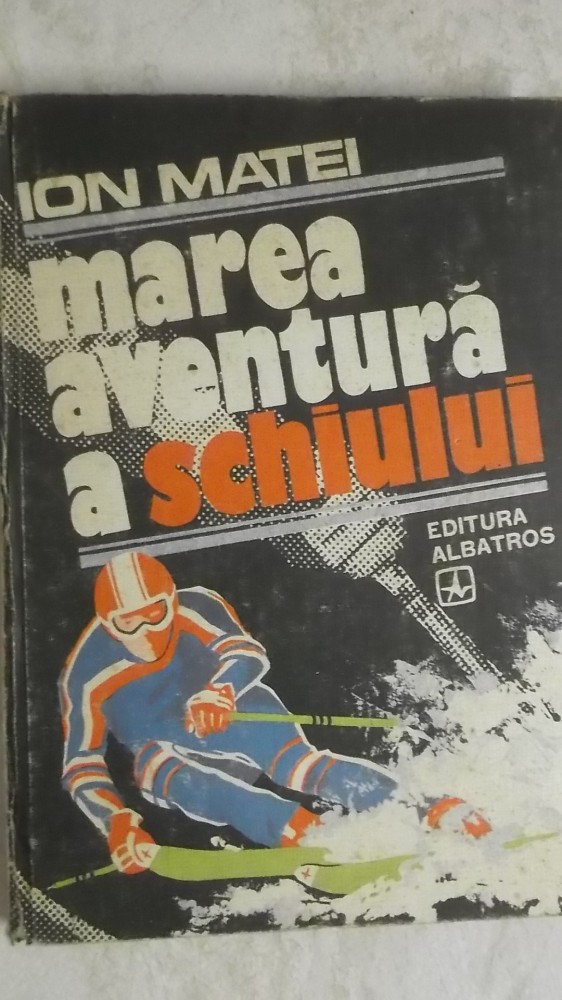 ION MATEI
marea
aventură
a schiului
EDITURA
ALBATROS